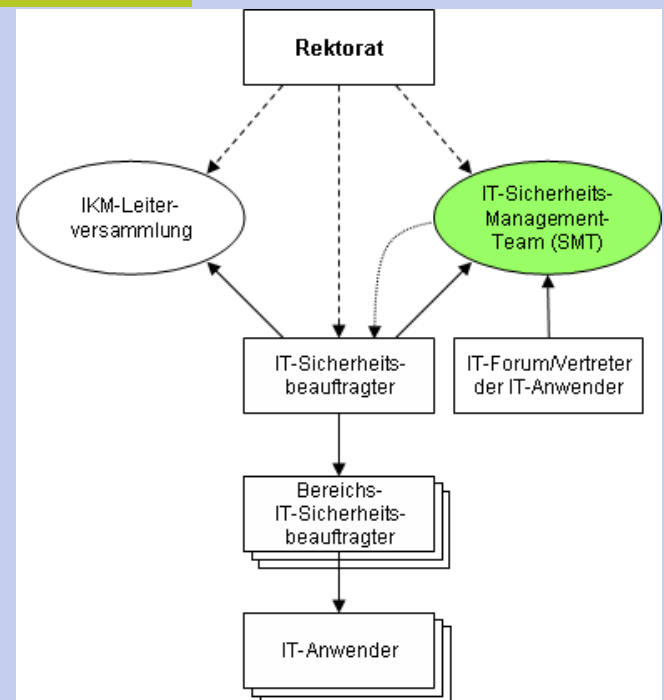 Rektorat
IKM-Leiter-
versammlung
IT-Sicherheits-
Management-
Team (SMT)
IT-Sicherheits-
beauftragter
IT-Forum/Vertreter
der IT-Anwender
Bereichs-
IT-Sicherheits-
beauftragter
IT-Anwender